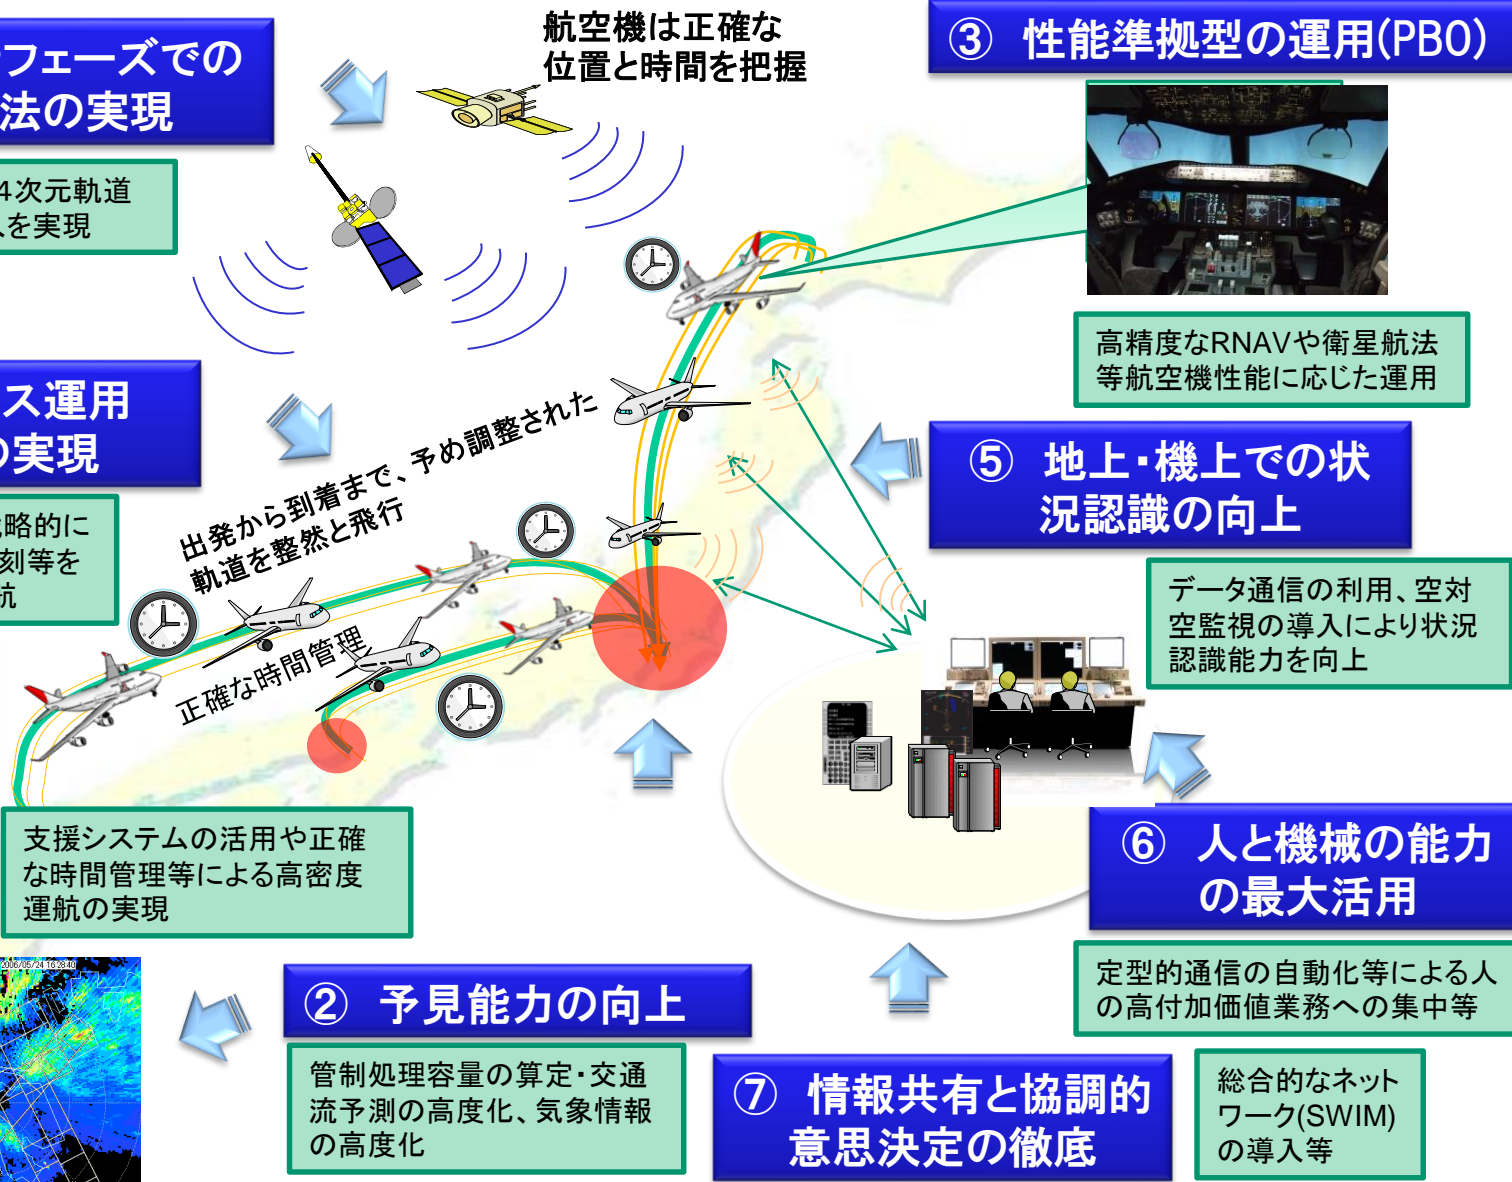 フェーズでの
法の実現
4次元軌道
を実現
航空機は正確な
位置と時間を把握
③ 性能準拠型の運用(PBO)
高精度なRNAVや衛星航法
等航空機性能に応じた運用
ス運用
の実現
略的に
刻等を
航
出発から到着まで、予め調整された
軌道を整然と飛行
正確な時間管理
⑤ 地上・機上での状
況認識の向上
データ通信の利用、空対
空監視の導入により状況
認識能力を向上
支援システムの活用や正確
な時間管理等による高密度
運航の実現
⑥ 人と機械の能力
の最大活用
定型的通信の自動化等による人
の高付加価値業務への集中等
2006/05/24 16:28:40
② 予見能力の向上
管制処理容量の算定・交通
流予測の高度化、気象情報
の高度化
⑦ 情報共有と協調的
意思決定の徹底
総合的なネット
ワーク(SWIM)
の導入等